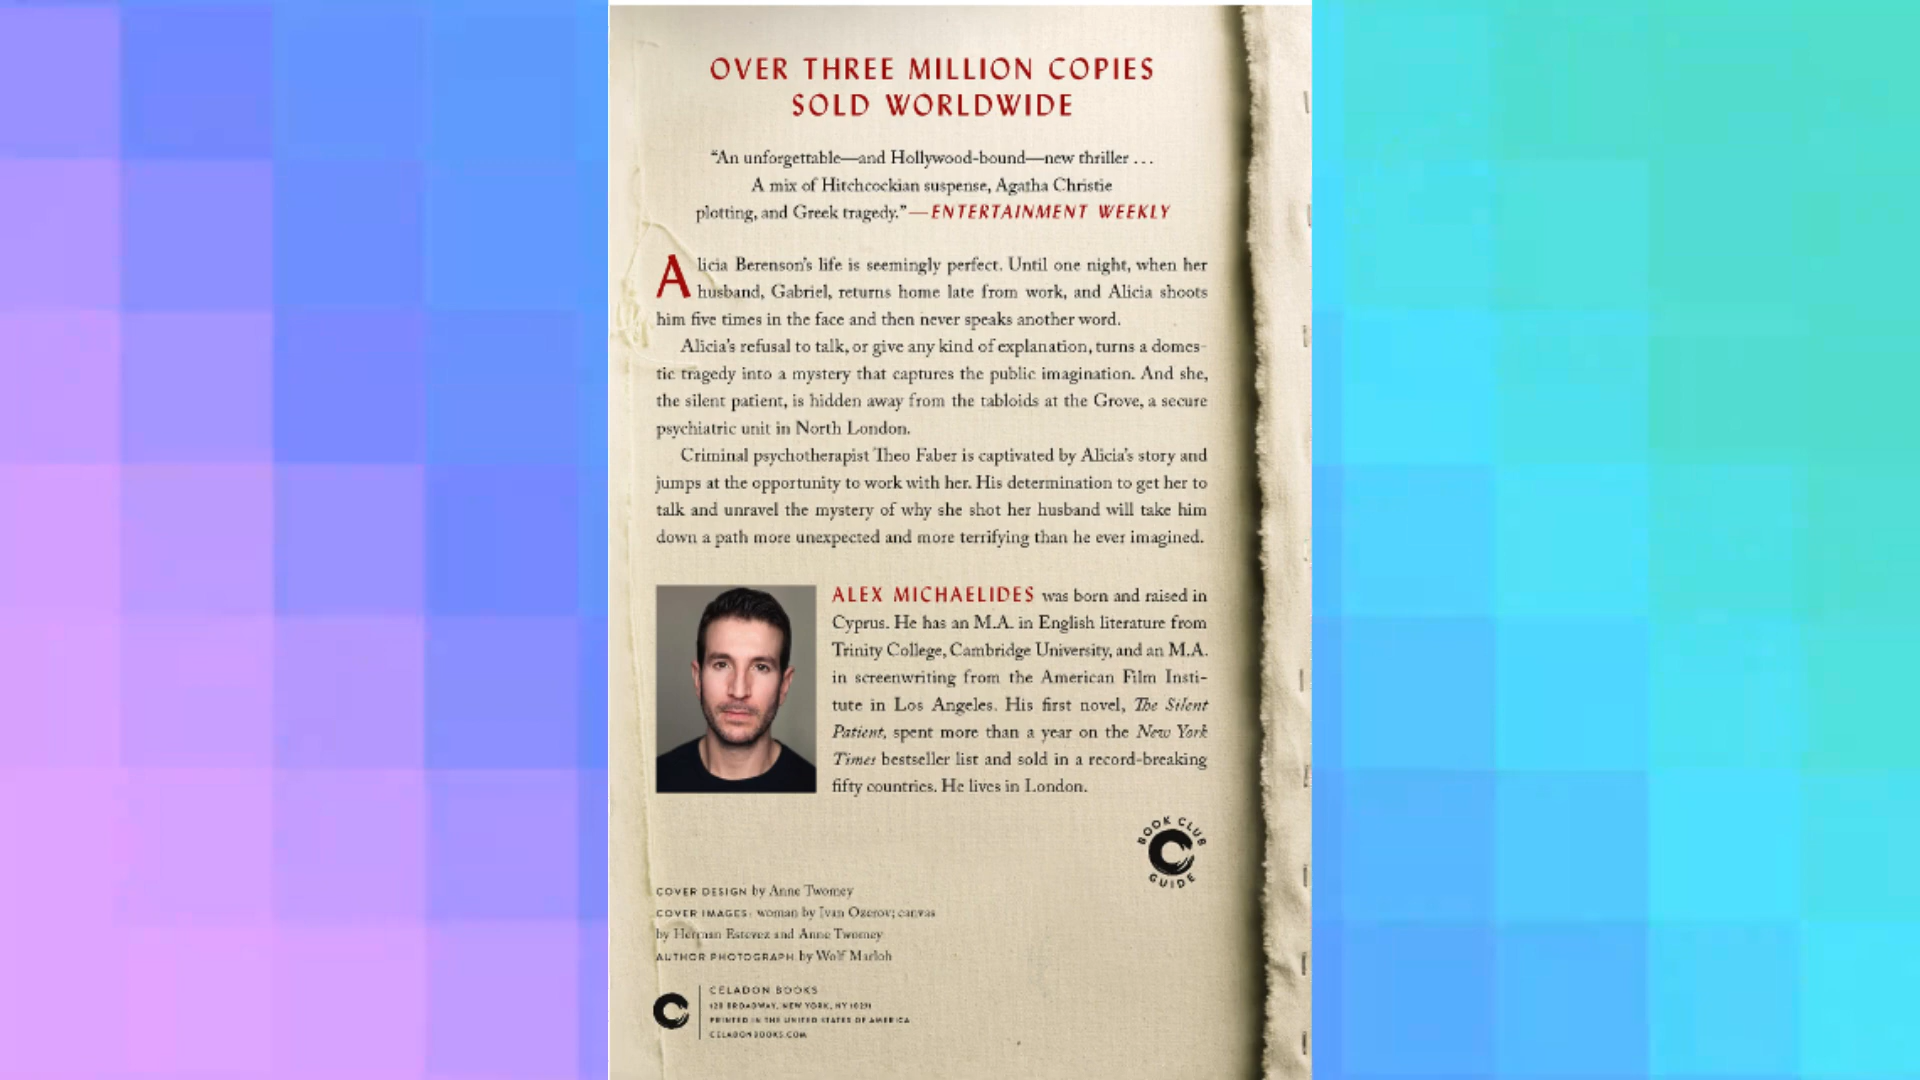 OVER THREE MILLION COPIES
SOLD WORLDWIDE
“An unforgettable—and Hollywood-bound—new thriller . . .
A mix of Hitchcockian suspense, Agatha Christie
plotting, and Greek tragedy.”—ENTERTAINMENT WEEKLY
Alicia Berenson’s life is seemingly perfect. Until one night, when her
husband, Gabriel, returns home late from work, and Alicia shoots
him five times in the face and then never speaks another word.
Alicia’s refusal to talk, or give any kind of explanation, turns a domes-
tic tragedy into a mystery that captures the public imagination. And she,
the silent patient, is hidden away from the tabloids at the Grove, a secure
psychiatric unit in North London.
Criminal psychotherapist Theo Faber is captivated by Alicia’s story and
jumps at the opportunity to work with her. His determination to get her to
talk and unravel the mystery of why she shot her husband will take him
down a path more unexpected and more terrifying than he ever imagined.
ALEX MICHAELIDES was born and raised in
Cyprus. He has an M.A. in English literature from
Trinity College, Cambridge University, and an M.A.
in screenwriting from the American Film Insti-
tute in Los Angeles. His first novel, The Silent
Patient, spent more than a year on the New York
Times bestseller list and sold in a record-breaking
fifty countries. He lives in London.
BOOK CLUB
GUIDE
COVER DESIGN by Anne Twomey
COVER IMAGES: woman by Ivan Ozerov; canvas
by Herman Estevez and Anne Twomey
AUTHOR PHOTOGRAPH by Wolf Marloh
CELADON BOOKS
120 BROADWAY, NEW YORK, NY 10271
PRINTED IN THE UNITED STATES OF AMERICA
CELADONBOOKS.COM